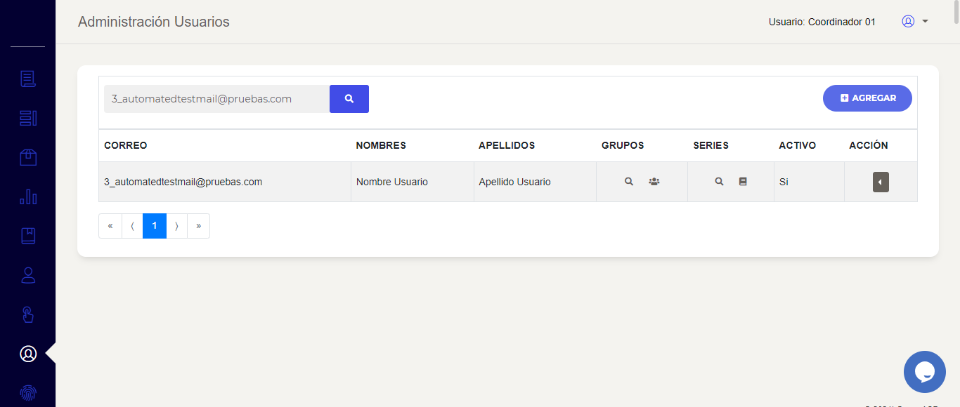 Administración Usuarios
Usuario: Coordinador 01
3_automatedtestmail@pruebas.com
AGREGAR
CORREO NOMBRES APELLIDOS GRUPOS SERIES ACTIVO ACCIÓN
3_automatedtestmail@pruebas.com Nombre Usuario Apellido Usuario Si
« ⟨ 1 ⟩ »